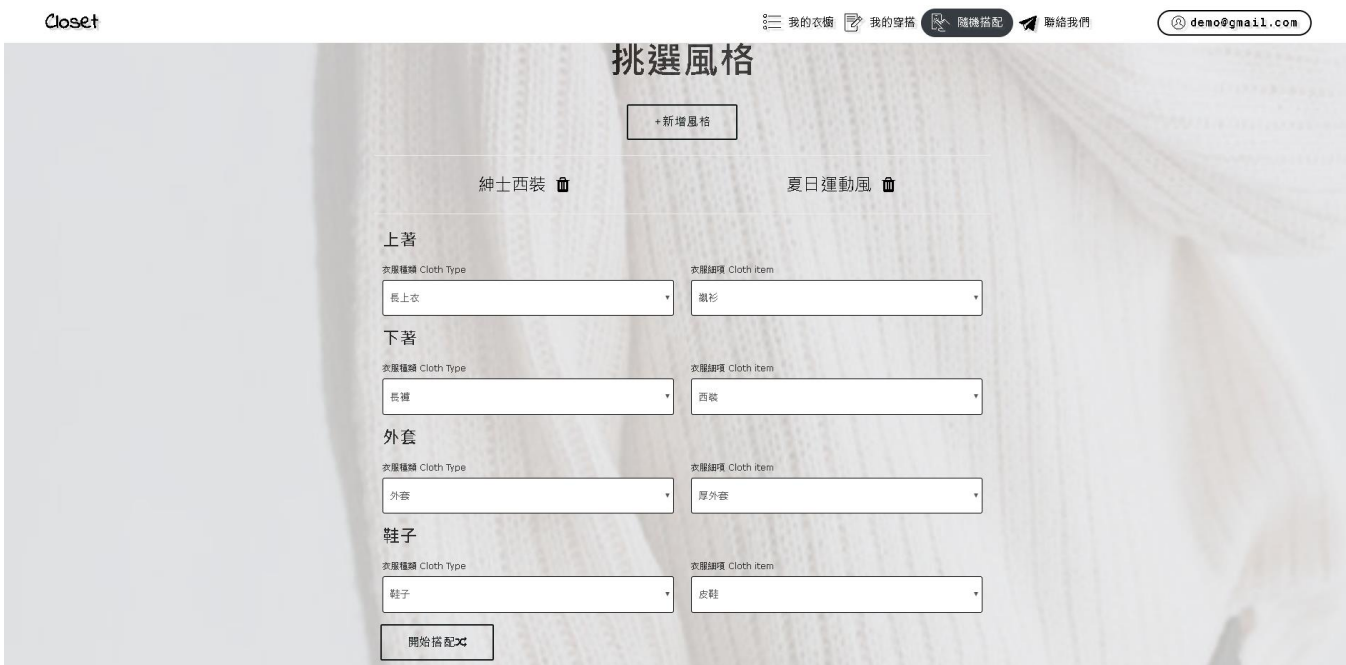 Closet
我的衣櫥 我的穿搭 隨機搭配 聯絡我們 demo@gmail.com
挑選風格
+新增風格
紳士西裝 夏日運動風
上著
衣服種類 Cloth Type 衣服細項 Cloth item
長上衣 襯衫
下著
衣服種類 Cloth Type 衣服細項 Cloth item
長褲 西裝
外套
衣服種類 Cloth Type 衣服細項 Cloth item
外套 厚外套
鞋子
衣服種類 Cloth Type 衣服細項 Cloth item
鞋子 皮鞋
開始搭配